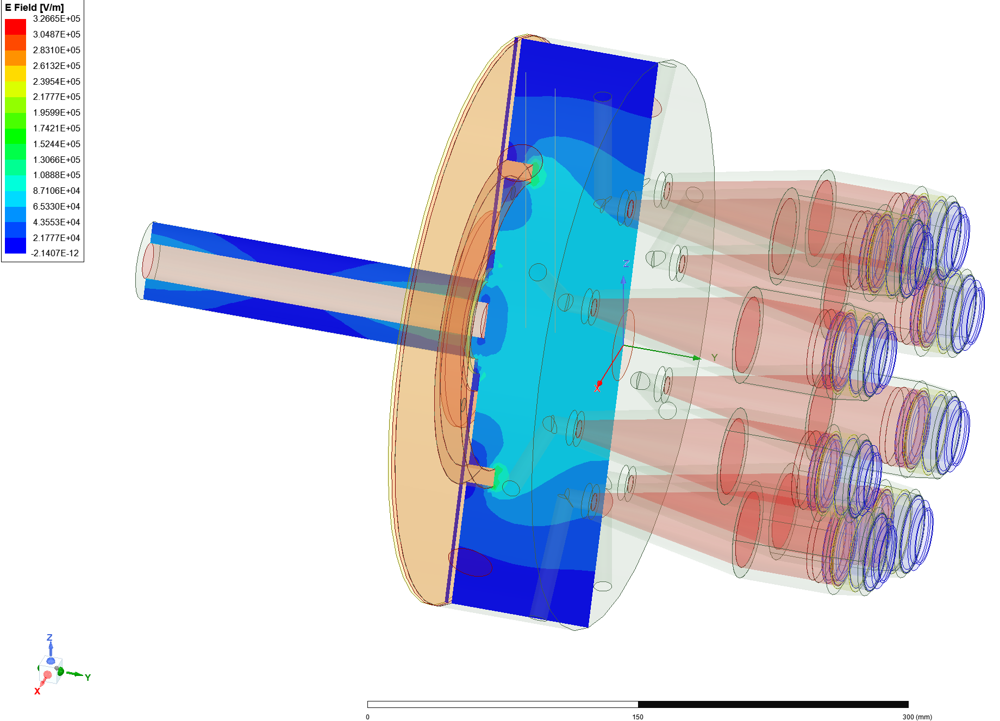 E Field [V/m]
3.2665E+05
3.0487E+05
2.8310E+05
2.6132E+05
2.3954E+05
2.1777E+05
1.9599E+05
1.7421E+05
1.5244E+05
1.3066E+05
1.0888E+05
8.7106E+04
6.5330E+04
4.3553E+04
2.1777E+04
-2.1407E-12
Z
Y
X
Z
Y
X
0 150 300 (mm)